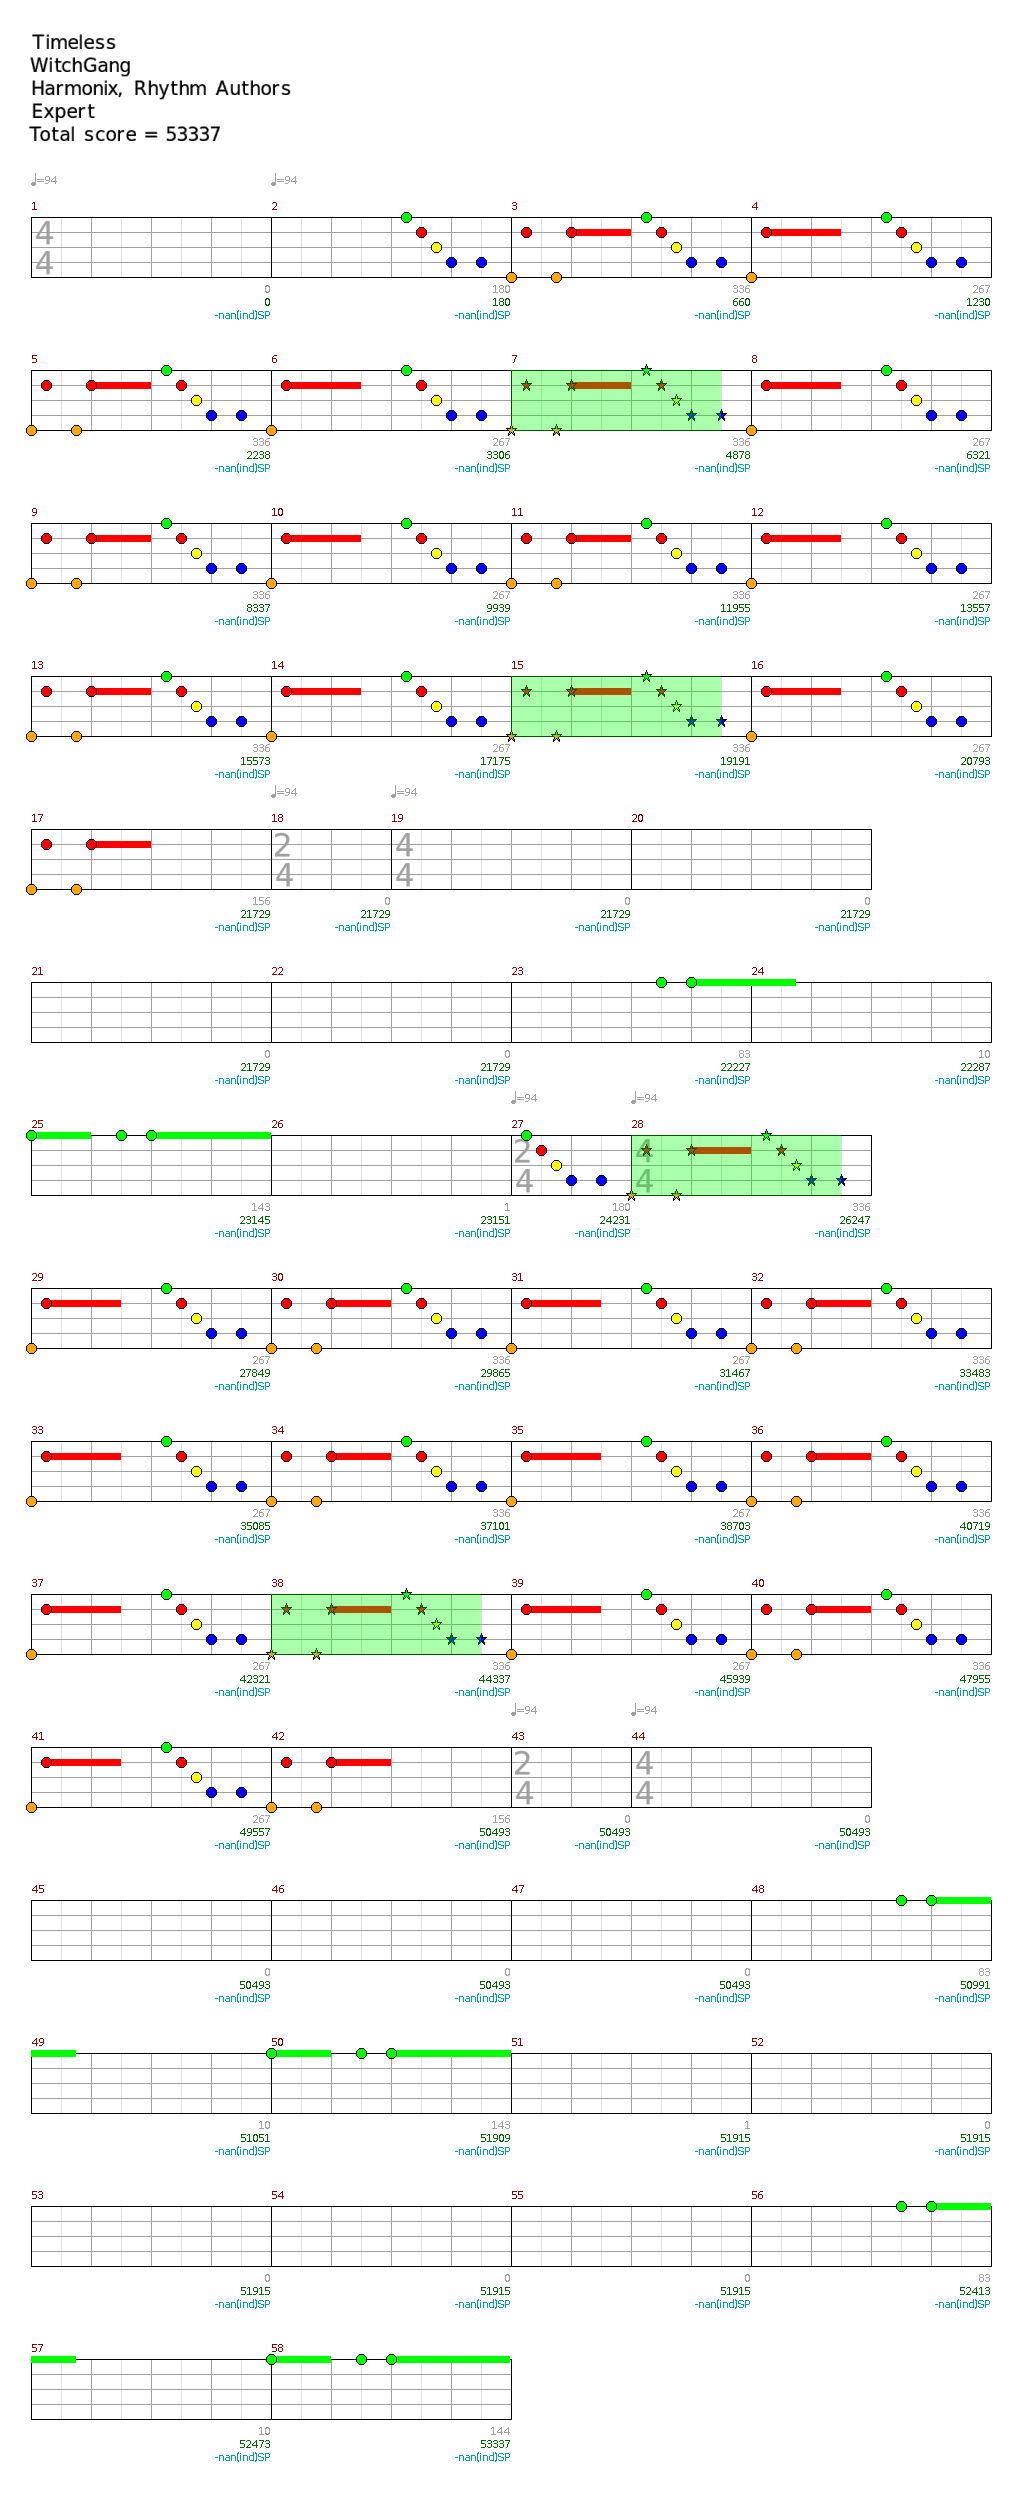 Timeless
WitchGang
Harmonix, Rhythm Authors
Expert
Total score = 53337
♩=94 ♩=94
1 2 3 4
4
4
0 180 336 267
0 180 660 1230
-nan(ind)SP -nan(ind)SP -nan(ind)SP -nan(ind)SP
5 6 7 8
336 267 336 267
2238 3306 4878 6321
-nan(ind)SP -nan(ind)SP -nan(ind)SP -nan(ind)SP
9 10 11 12
336 267 336 267
8337 9939 11955 13557
-nan(ind)SP -nan(ind)SP -nan(ind)SP -nan(ind)SP
13 14 15 16
336 267 336 267
15573 17175 19191 20793
-nan(ind)SP -nan(ind)SP -nan(ind)SP -nan(ind)SP
♩=94 ♩=94
17 18 19 20
2 4
4 4
156 0 0 0
21729 21729 21729 21729
-nan(ind)SP -nan(ind)SP -nan(ind)SP -nan(ind)SP
21 22 23 24
0 0 83 10
21729 21729 22227 22287
-nan(ind)SP -nan(ind)SP -nan(ind)SP -nan(ind)SP
♩=94 ♩=94
25 26 27 28
2 4
4 4
143 1 180 336
23145 23151 24231 26247
-nan(ind)SP -nan(ind)SP -nan(ind)SP -nan(ind)SP
29 30 31 32
267 336 267 336
27849 29865 31467 33483
-nan(ind)SP -nan(ind)SP -nan(ind)SP -nan(ind)SP
33 34 35 36
267 336 267 336
35085 37101 38703 40719
-nan(ind)SP -nan(ind)SP -nan(ind)SP -nan(ind)SP
37 38 39 40
267 336 267 336
42321 44337 45939 47955
-nan(ind)SP -nan(ind)SP -nan(ind)SP -nan(ind)SP
♩=94 ♩=94
41 42 43 44
2 4
4 4
267 156 0 0
49557 50493 50493 50493
-nan(ind)SP -nan(ind)SP -nan(ind)SP -nan(ind)SP
45 46 47 48
0 0 0 83
50493 50493 50493 50991
-nan(ind)SP -nan(ind)SP -nan(ind)SP -nan(ind)SP
49 50 51 52
10 143 1 0
51051 51909 51915 51915
-nan(ind)SP -nan(ind)SP -nan(ind)SP -nan(ind)SP
53 54 55 56
0 0 0 83
51915 51915 51915 52413
-nan(ind)SP -nan(ind)SP -nan(ind)SP -nan(ind)SP
57 58
10 144
52473 53337
-nan(ind)SP -nan(ind)SP